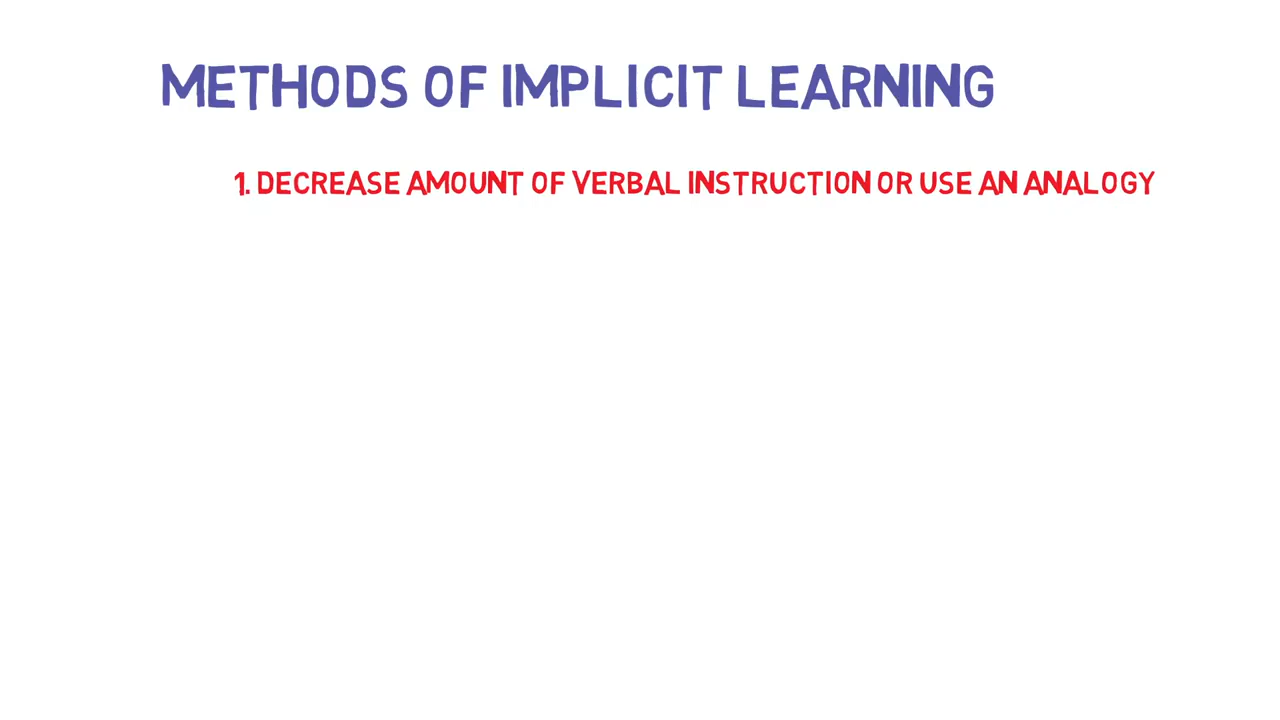 METHODS OF IMPLICIT LEARNING
1. DECREASE AMOUNT OF VERBAL INSTRUCTION OR USE AN ANALOGY